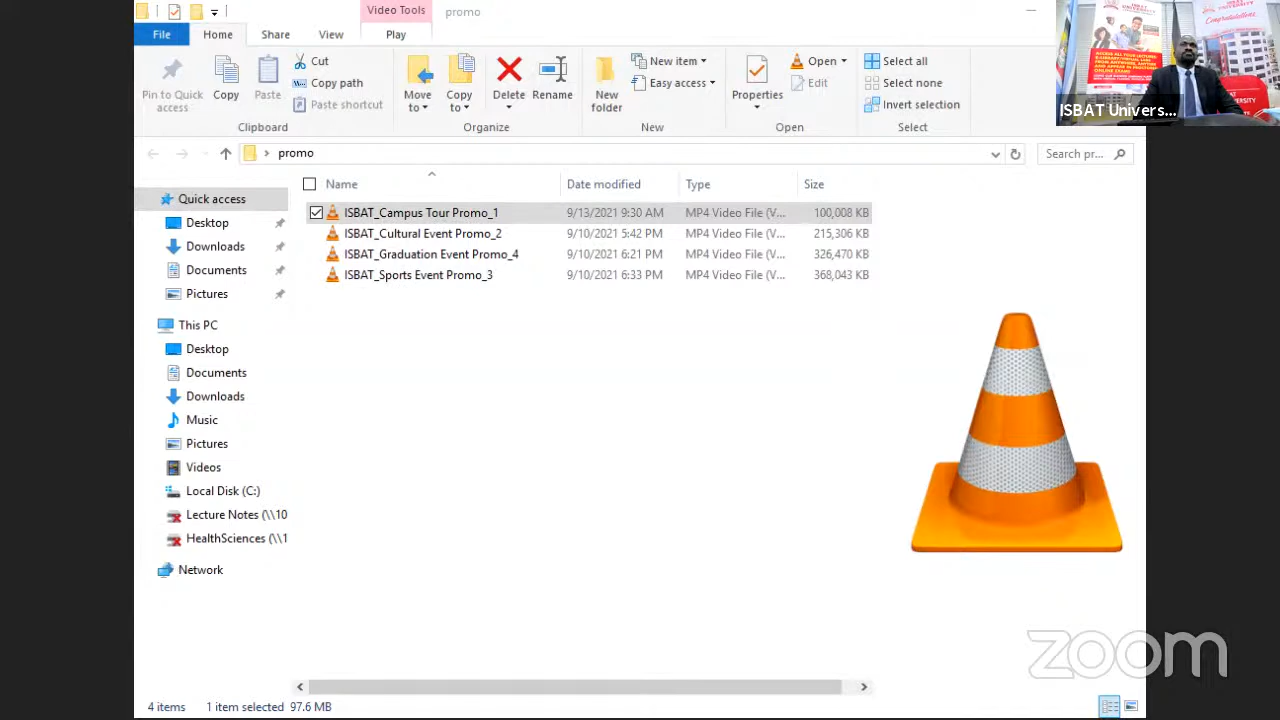 Video Tools
promo
File
Home
Share
View
Play
Pin to Quick access
Copy
Paste
Cut
Copy path
Paste shortcut
Clipboard
Move to
Copy to
Delete
Rename
Organize
New folder
New item
Easy access
New
Properties
Open
Edit
Open
Select all
Select none
Invert selection
Select
ISBAT Univers...
Congratulations
promo
Search pr...
Name
Date modified
Type
Size
Quick access
Desktop
Downloads
Documents
Pictures
This PC
Desktop
Documents
Downloads
Music
Pictures
Videos
Local Disk (C:)
Lecture Notes (\\10
HealthSciences (\\1
Network
ISBAT_Campus Tour Promo_1 9/13/2021 9:30 AM MP4 Video File (V... 100,008 KB
ISBAT_Cultural Event Promo_2 9/10/2021 5:42 PM MP4 Video File (V... 215,306 KB
ISBAT_Graduation Event Promo_4 9/10/2021 6:21 PM MP4 Video File (V... 326,470 KB
ISBAT_Sports Event Promo_3 9/10/2021 6:33 PM MP4 Video File (V... 368,043 KB
zoom
4 items 1 item selected 97.6 MB